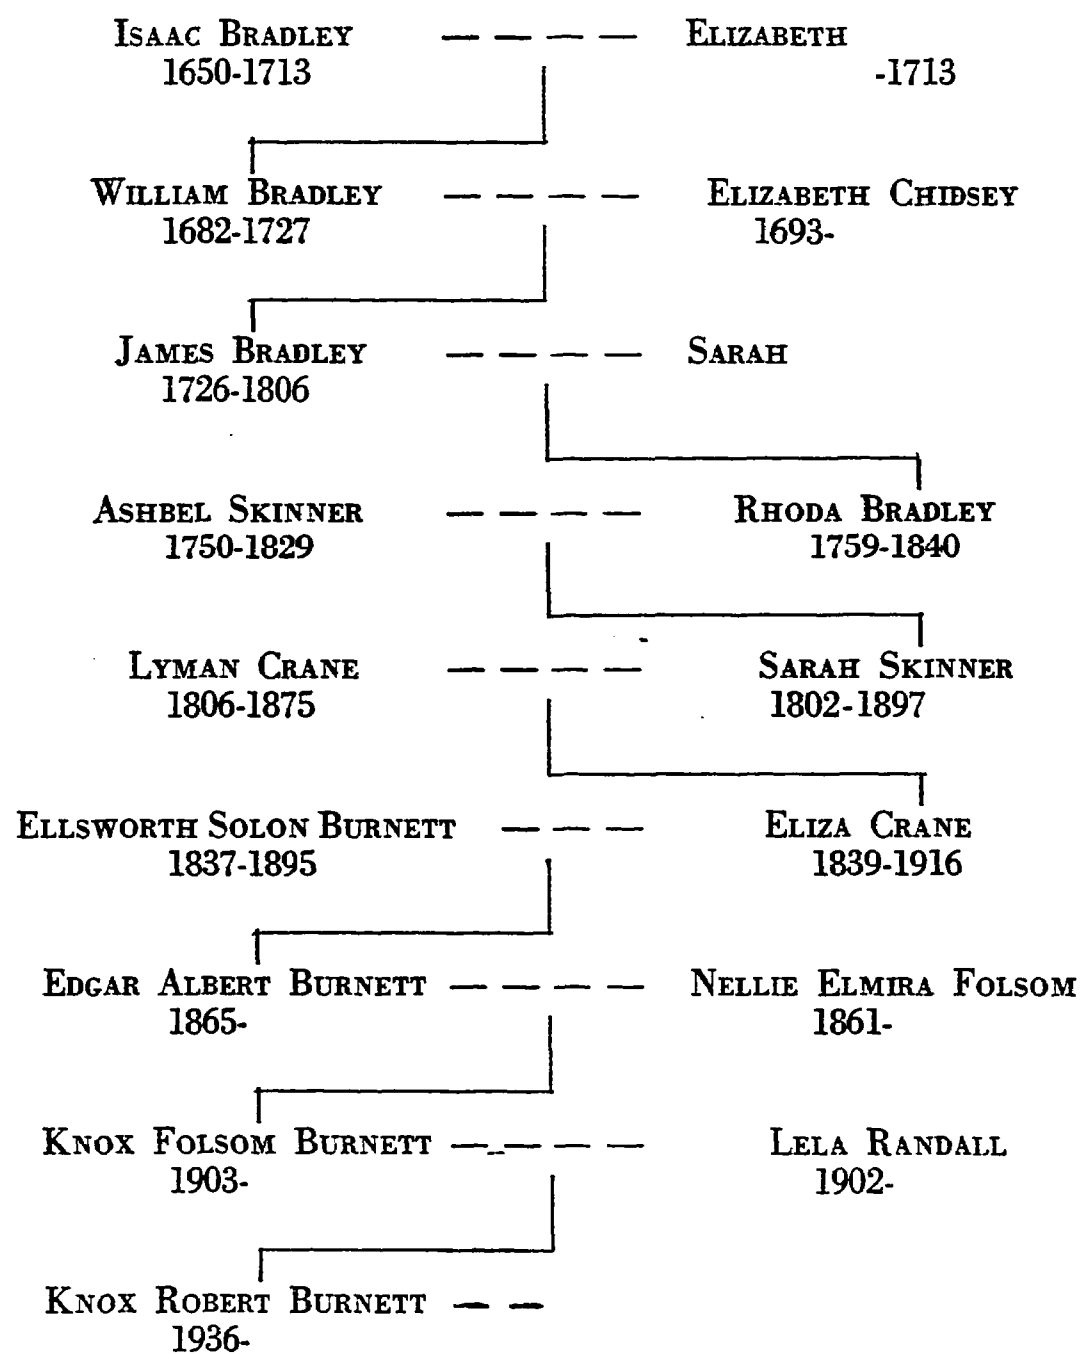 ISAAC BRADLEY — — — — ELIZABETH
1650-1713 -1713
WILLIAM BRADLEY — — — — ELIZABETH CHIDSEY
1682-1727 1693-
JAMES BRADLEY — — — — SARAH
1726-1806
ASHBEL SKINNER — — — — RHODA BRADLEY
1750-1829 1759-1840
LYMAN CRANE — — — — SARAH SKINNER
1806-1875 1802-1897
ELLSWORTH SOLON BURNETT — — — ELIZA CRANE
1837-1895 1839-1916
EDGAR ALBERT BURNETT — — — — NELLIE ELMIRA FOLSOM
1865- 1861-
KNOX FOLSOM BURNETT — — — — LELA RANDALL
1903- 1902-
KNOX ROBERT BURNETT — —
1936-